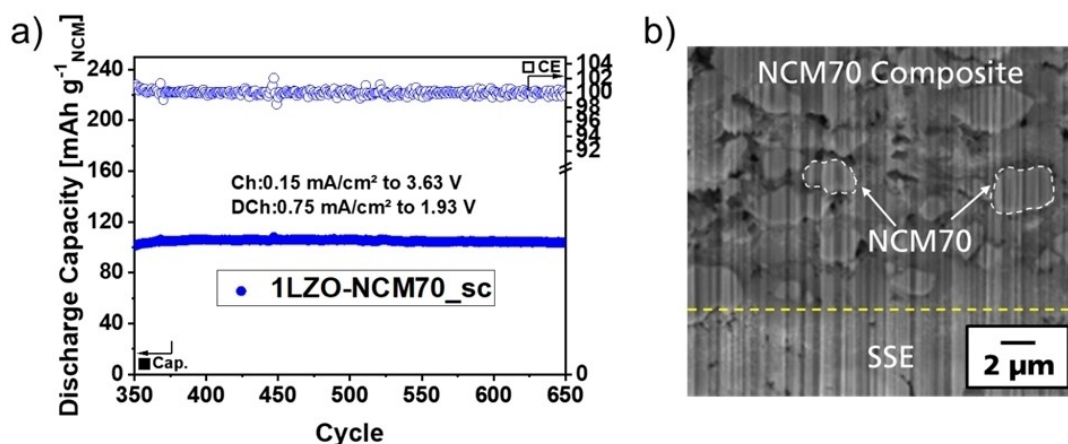 a)
240
200
160
120
80
40
0
Discharge Capacity [mAh g⁻¹NCM]
CE
104
102
100
98
96
94
92
0
Ch:0.15 mA/cm² to 3.63 V
DCh:0.75 mA/cm² to 1.93 V
1LZO-NCM70_sc
Cap.
350 400 450 500 550 600 650
Cycle
b)
NCM70 Composite
NCM70
SSE
2 µm